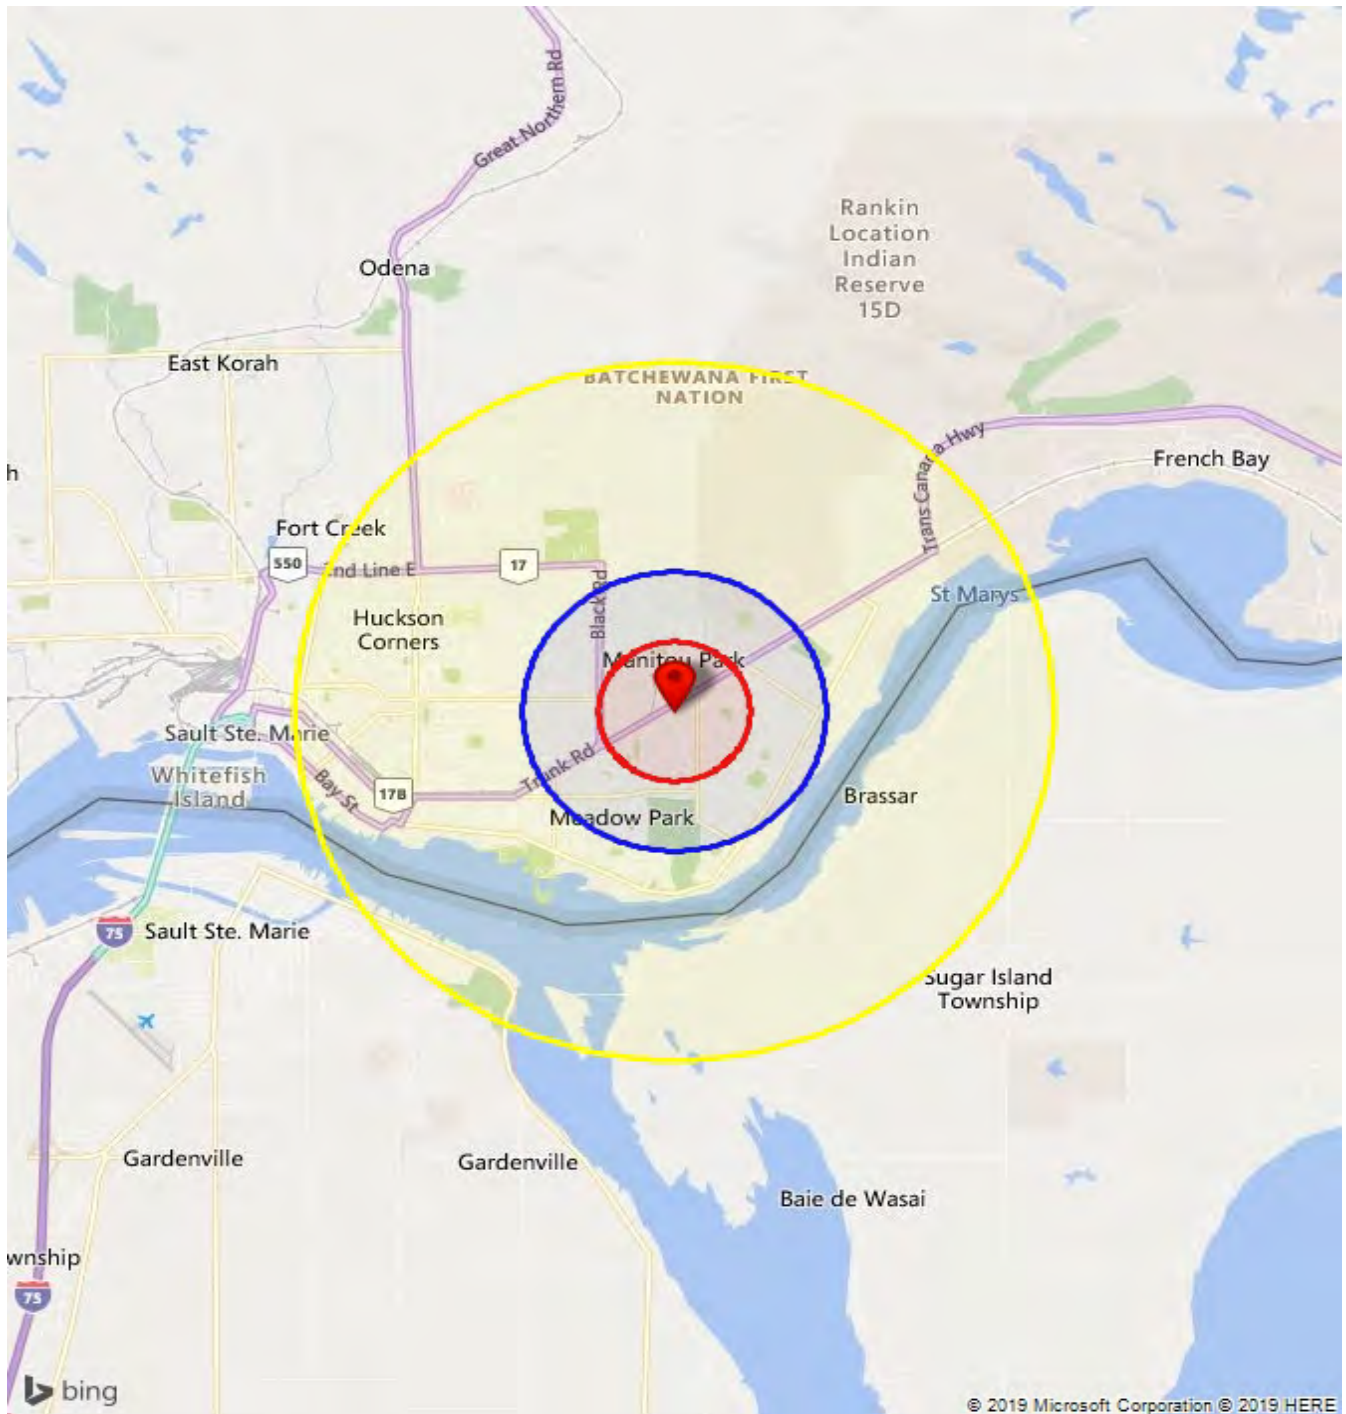 Great Northern Rd
Rankin
Location
Indian
Reserve
15D
Odena
East Korah
BATCHEWANA FIRST
NATION
Trans Canada Hwy
French Bay
h
Fort Creek
550
2nd Line E
17
Black Rd
St Marys
Huckson
Corners
Manitou Park
Sault Ste. Marie
Whitefish
Island
Bay St
17B
Trunk Rd
Meadow Park
Brassar
75
Sault Ste. Marie
Sugar Island
Township
Gardenville
Gardenville
Baie de Wasai
wnship
75
bing
© 2019 Microsoft Corporation © 2019 HERE